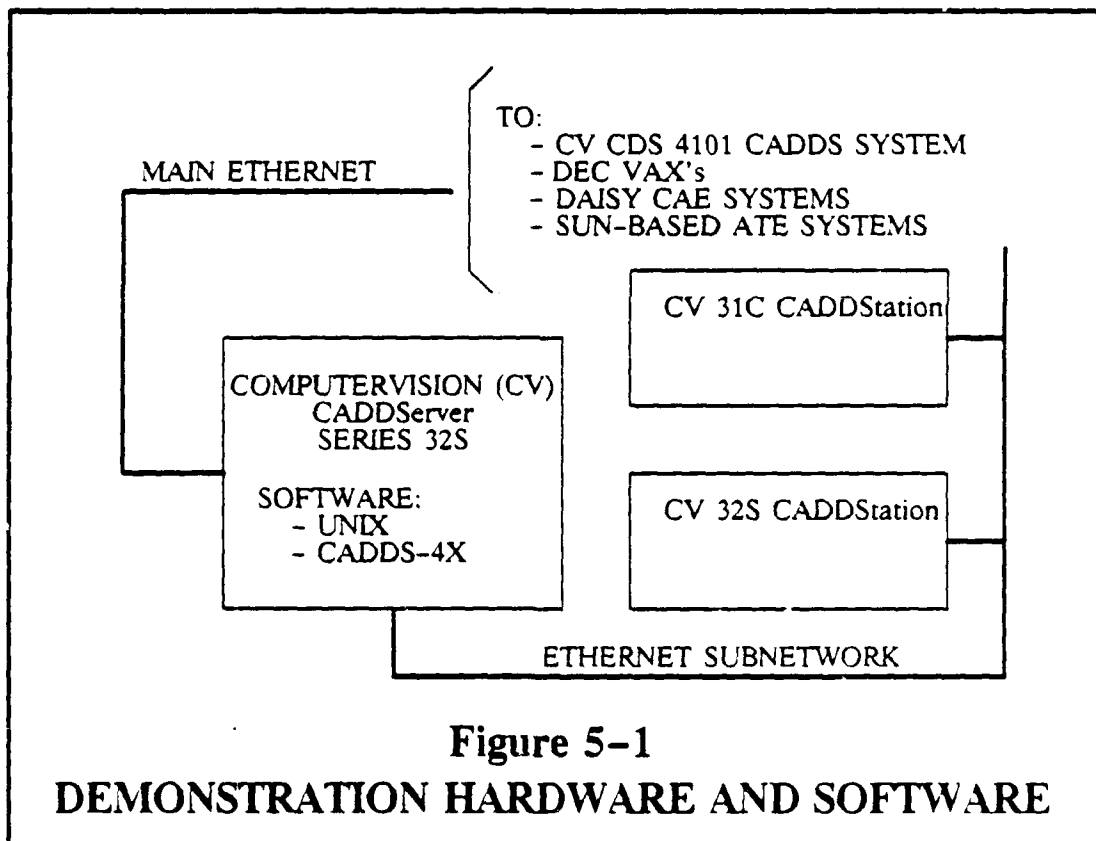 TO:
- CV CDS 4101 CADDS SYSTEM
- DEC VAX's
- DAISY CAE SYSTEMS
- SUN-BASED ATE SYSTEMS
MAIN ETHERNET
CV 31C CADDStation
COMPUTERVISION (CV)
CADDServer
SERIES 32S
SOFTWARE:
- UNIX
- CADDS-4X
CV 32S CADDStation
ETHERNET SUBNETWORK
Figure 5-1
DEMONSTRATION HARDWARE AND SOFTWARE